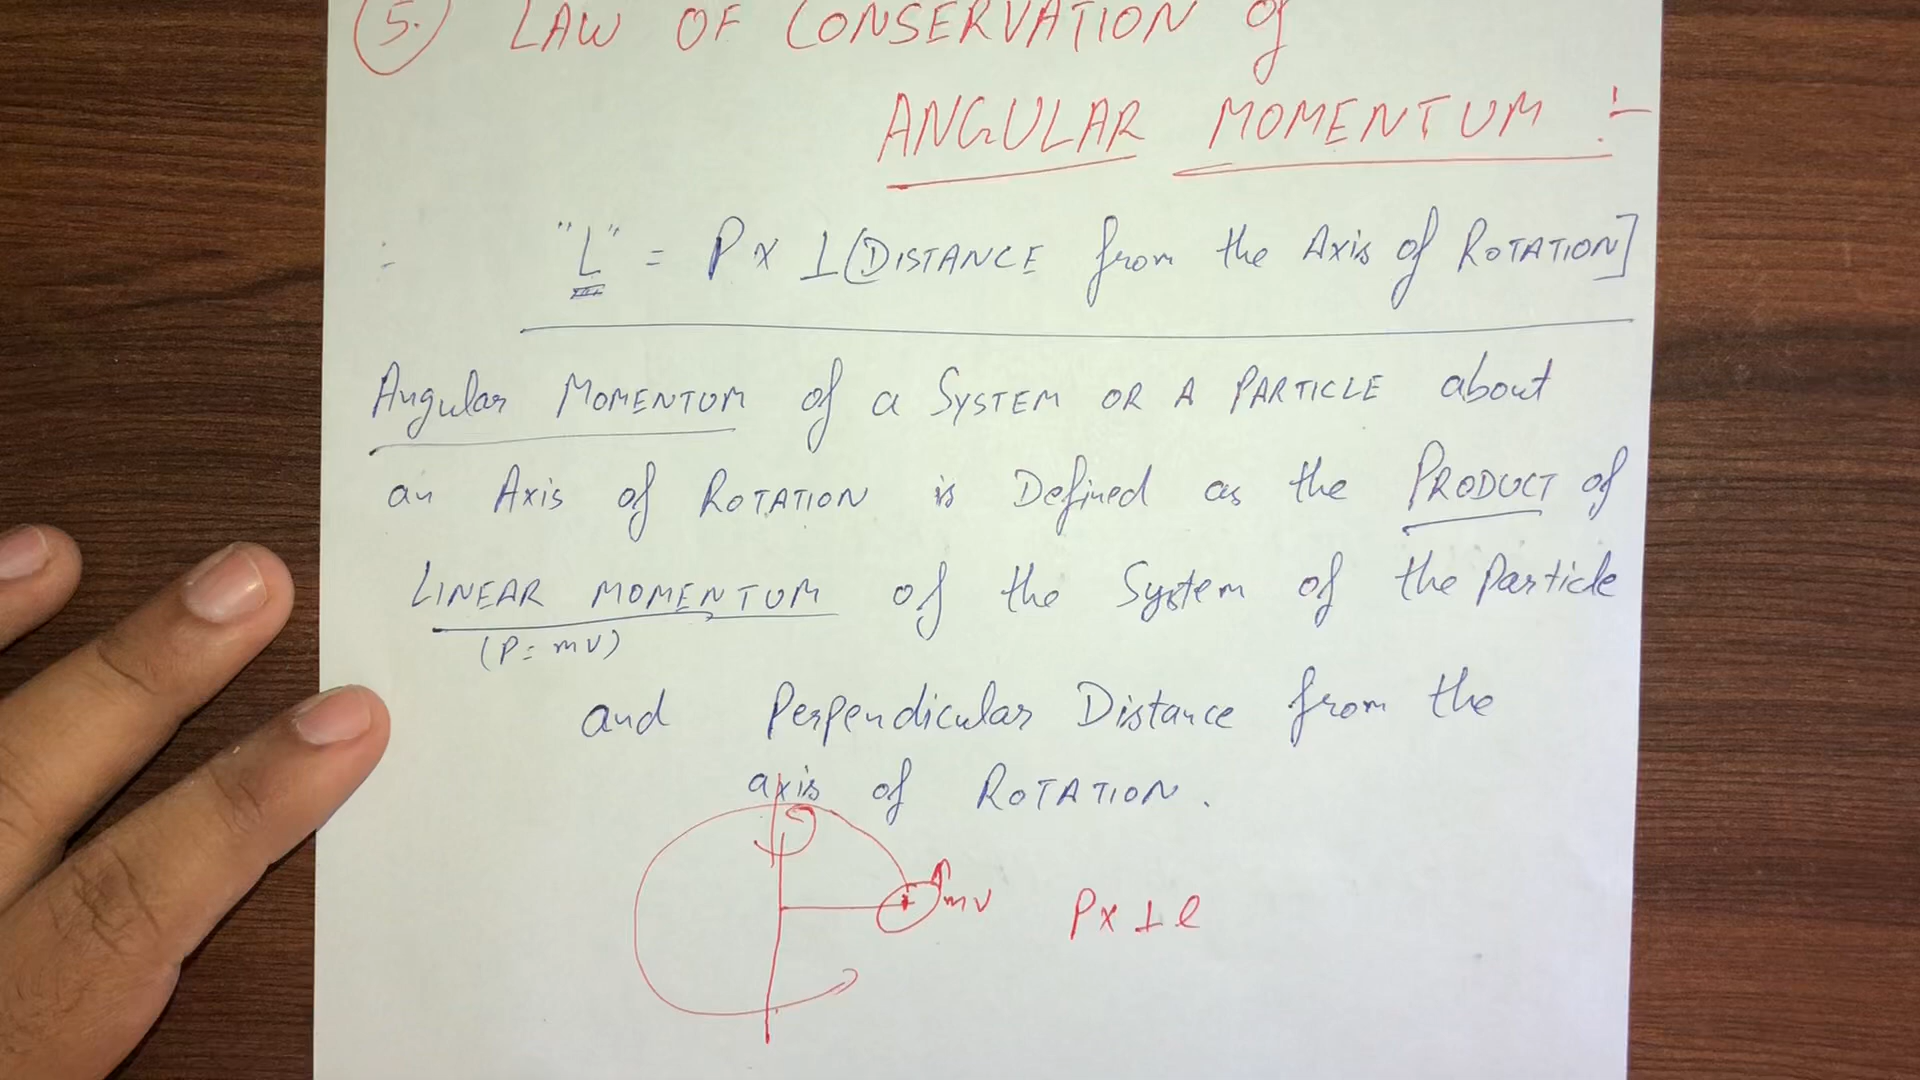 5. LAW OF CONSERVATION of
ANGULAR MOMENTUM :-
"L" = P x ⊥ (DISTANCE from the Axis of ROTATION]
Angular MOMENTUM of a SYSTEM OR A PARTICLE about
an Axis of ROTATION is Defined as the PRODUCT of
LINEAR MOMENTUM of the System of the Particle
(P = mv)
and Perpendicular Distance from the
axis of ROTATION.
mv
P x ⊥ l